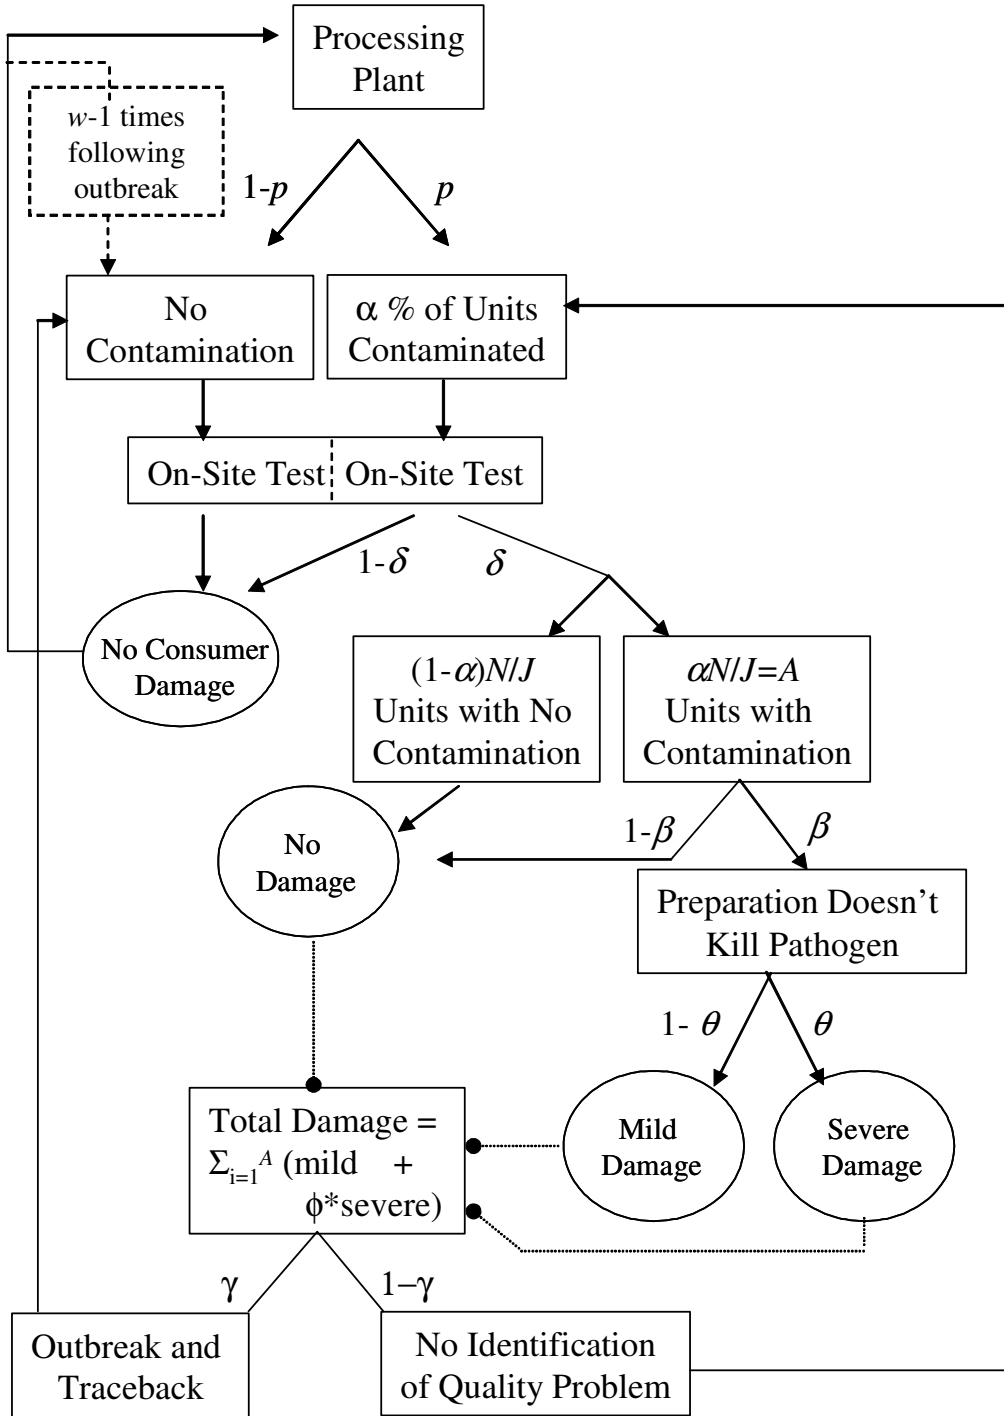 Processing
Plant
w-1 times
following
outbreak
1-p
p
No
Contamination
α % of Units
Contaminated
On-Site Test
On-Site Test
1-δ
δ
No Consumer
Damage
(1-α)N/J
Units with No
Contamination
αN/J=A
Units with
Contamination
No
Damage
1-β
β
Preparation Doesn't
Kill Pathogen
1- θ
θ
Total Damage =
Σi=1^A (mild +
ϕ*severe)
Mild
Damage
Severe
Damage
γ
1−γ
Outbreak and
Traceback
No Identification
of Quality Problem